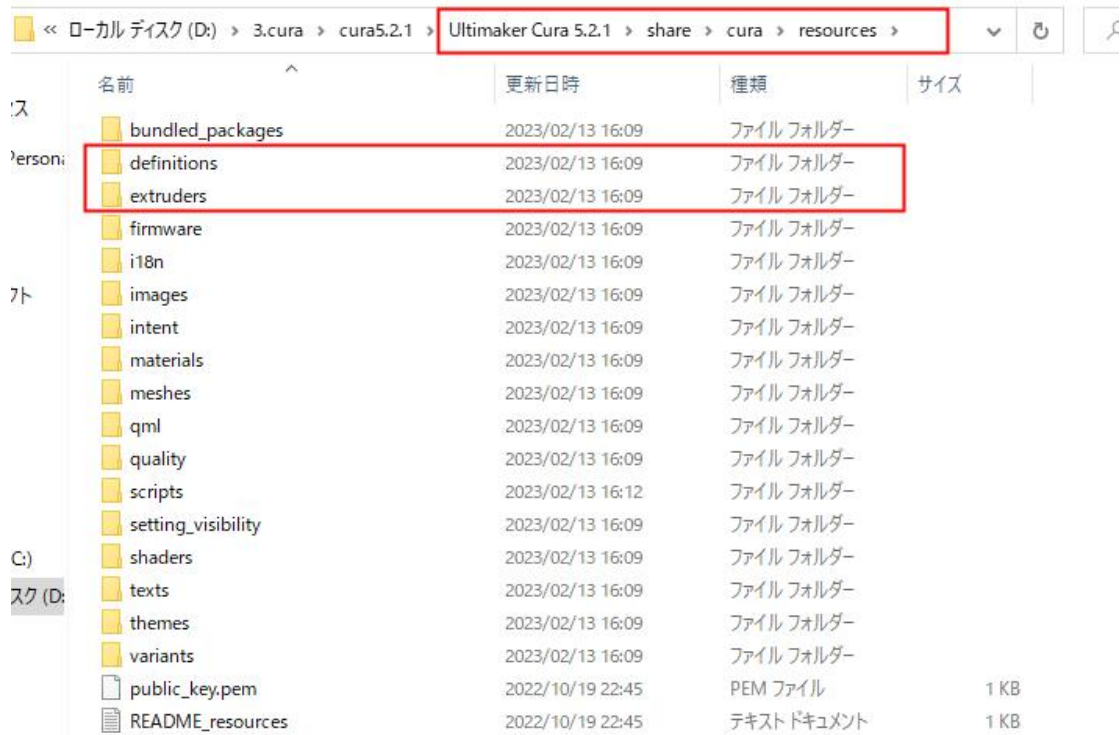 « ローカル ディスク (D:) › 3.cura › cura5.2.1 › Ultimaker Cura 5.2.1 › share › cura › resources ›
名前 更新日時 種類 サイズ
bundled_packages 2023/02/13 16:09 ファイル フォルダー
definitions 2023/02/13 16:09 ファイル フォルダー
extruders 2023/02/13 16:09 ファイル フォルダー
firmware 2023/02/13 16:09 ファイル フォルダー
i18n 2023/02/13 16:09 ファイル フォルダー
images 2023/02/13 16:09 ファイル フォルダー
intent 2023/02/13 16:09 ファイル フォルダー
materials 2023/02/13 16:09 ファイル フォルダー
meshes 2023/02/13 16:09 ファイル フォルダー
qml 2023/02/13 16:09 ファイル フォルダー
quality 2023/02/13 16:09 ファイル フォルダー
scripts 2023/02/13 16:12 ファイル フォルダー
setting_visibility 2023/02/13 16:09 ファイル フォルダー
C:) shaders 2023/02/13 16:09 ファイル フォルダー
スク (D: texts 2023/02/13 16:09 ファイル フォルダー
themes 2023/02/13 16:09 ファイル フォルダー
variants 2023/02/13 16:09 ファイル フォルダー
public_key.pem 2022/10/19 22:45 PEM ファイル 1 KB
README_resources 2022/10/19 22:45 テキスト ドキュメント 1 KB